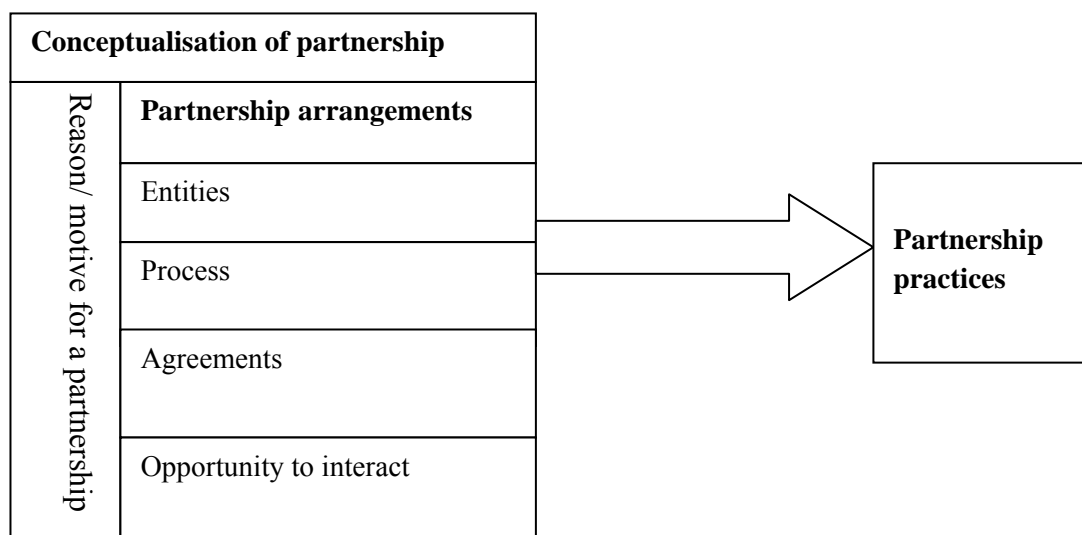 Conceptualisation of partnership
Reason/ motive for a partnership
Partnership arrangements
Entities
Process
Agreements
Opportunity to interact
Partnership
practices